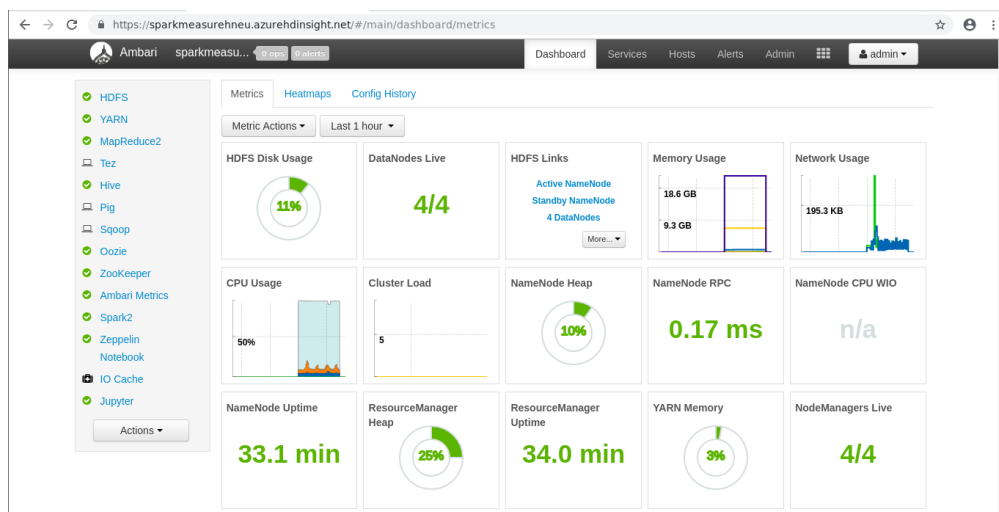 https://sparkmeasurehneu.azurehdinsight.net/#/main/dashboard/metrics
Ambari sparkmeasu... 0 ops 0 alerts Dashboard Services Hosts Alerts Admin admin
HDFS
YARN
MapReduce2
Tez
Hive
Pig
Sqoop
Oozie
ZooKeeper
Ambari Metrics
Spark2
Zeppelin
Notebook
IO Cache
Jupyter
Actions
Metrics Heatmaps Config History
Metric Actions Last 1 hour
HDFS Disk Usage
11%
DataNodes Live
4/4
HDFS Links
Active NameNode
Standby NameNode
4 DataNodes
More...
Memory Usage
18.6 GB
9.3 GB
Network Usage
195.3 KB
CPU Usage
50%
Cluster Load
5
NameNode Heap
10%
NameNode RPC
0.17 ms
NameNode CPU WIO
n/a
NameNode Uptime
33.1 min
ResourceManager
Heap
25%
ResourceManager
Uptime
34.0 min
YARN Memory
3%
NodeManagers Live
4/4